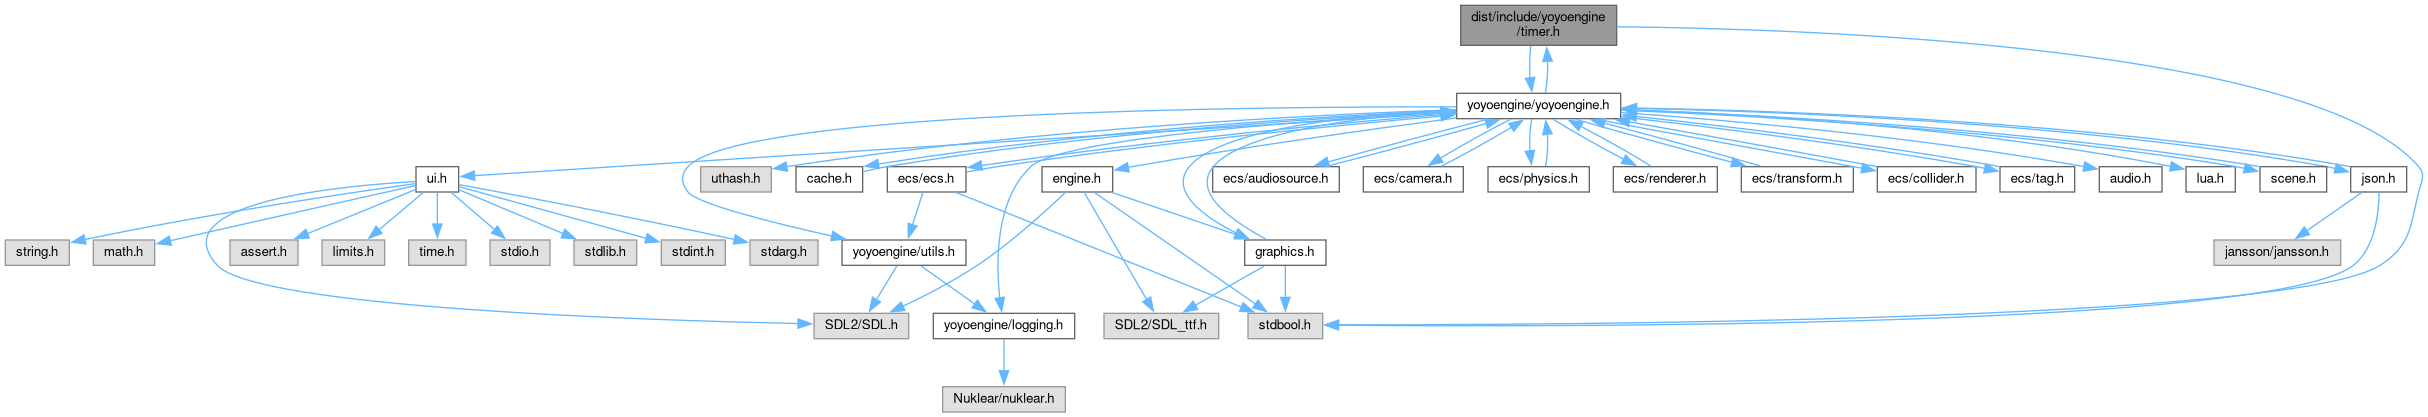 dist/include/yoyoengine
/timer.h
yoyoengine/yoyoengine.h
ui.h
uthash.h
cache.h
ecs/ecs.h
engine.h
ecs/audiosource.h
ecs/camera.h
ecs/physics.h
ecs/renderer.h
ecs/transform.h
ecs/collider.h
ecs/tag.h
audio.h
lua.h
scene.h
json.h
string.h
math.h
assert.h
limits.h
time.h
stdio.h
stdlib.h
stdint.h
stdarg.h
yoyoengine/utils.h
graphics.h
jansson/jansson.h
SDL2/SDL.h
yoyoengine/logging.h
SDL2/SDL_ttf.h
stdbool.h
Nuklear/nuklear.h